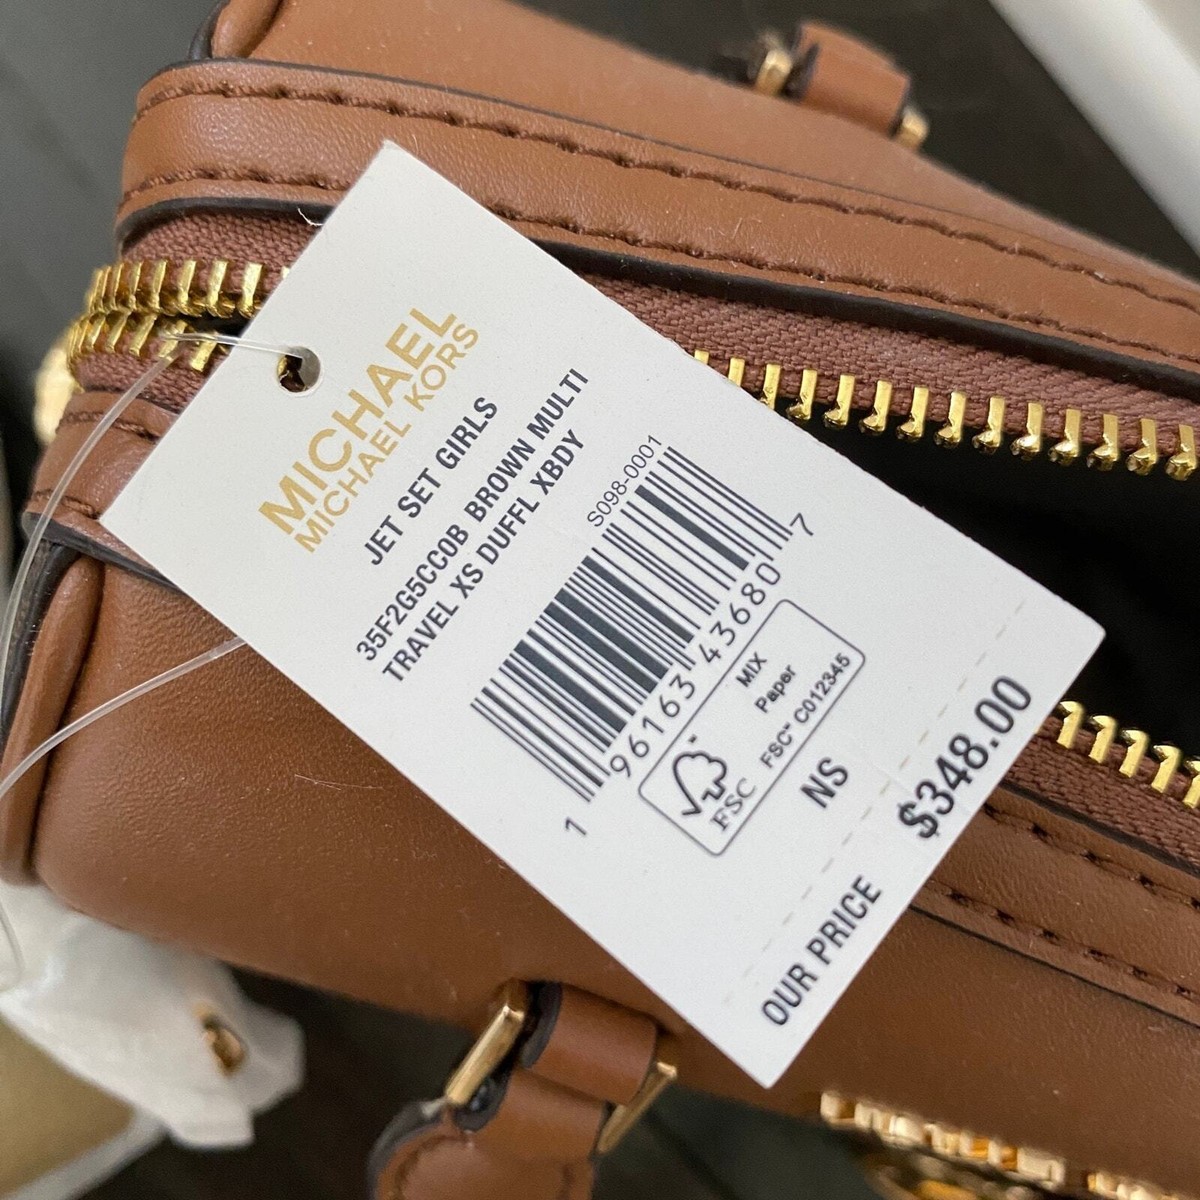 MICHAEL
MICHAEL KORS
JET SET GIRLS
35F2G5CC0B BROWN MULTI
TRAVEL XS DUFFL XBDY
S098-0001
1 96163 43680 7
MIX
Paper
FSC™ C012345
FSC
NS
$348.00
OUR PRICE